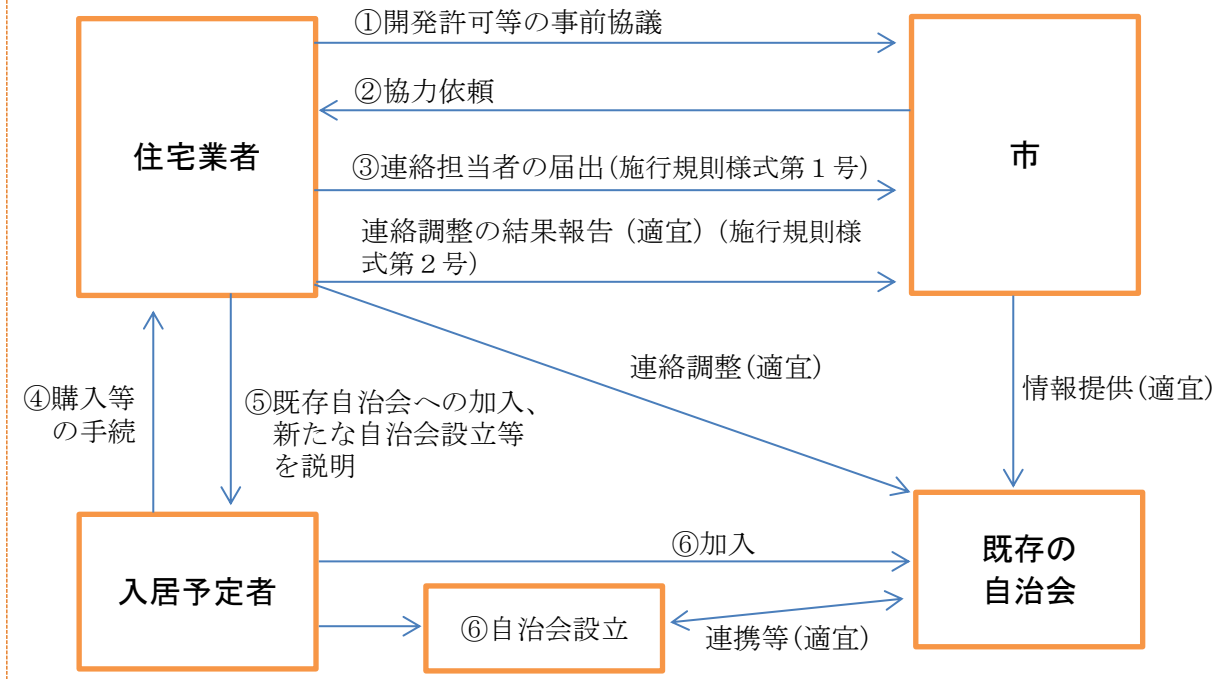 ①開発許可等の事前協議
②協力依頼
住宅業者
市
③連絡担当者の届出(施行規則様式第１号)
連絡調整の結果報告（適宜）(施行規則様
式第２号)
連絡調整(適宜)
情報提供(適宜)
④購入等
の手続
⑤既存自治会への加入、
新たな自治会設立等
を説明
⑥加入
既存の
自治会
入居予定者
⑥自治会設立
連携等(適宜)